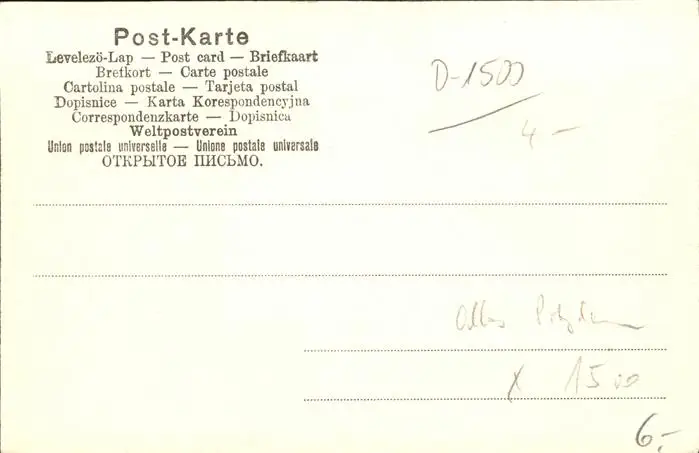 Post-Karte
Levelezö-Lap — Post card — Briefkaart
Brefkort — Carte postale
Cartolina postale — Tarjeta postal
Dopisnice — Karta Korespondencyjna
Correspondenzkarte — Dopisnica
Weltpostverein
Union postale universelle — Unione postale universale
ОТКРЫТОЕ ПИСЬМО.
D-1500
4 -
X 1500
6.-